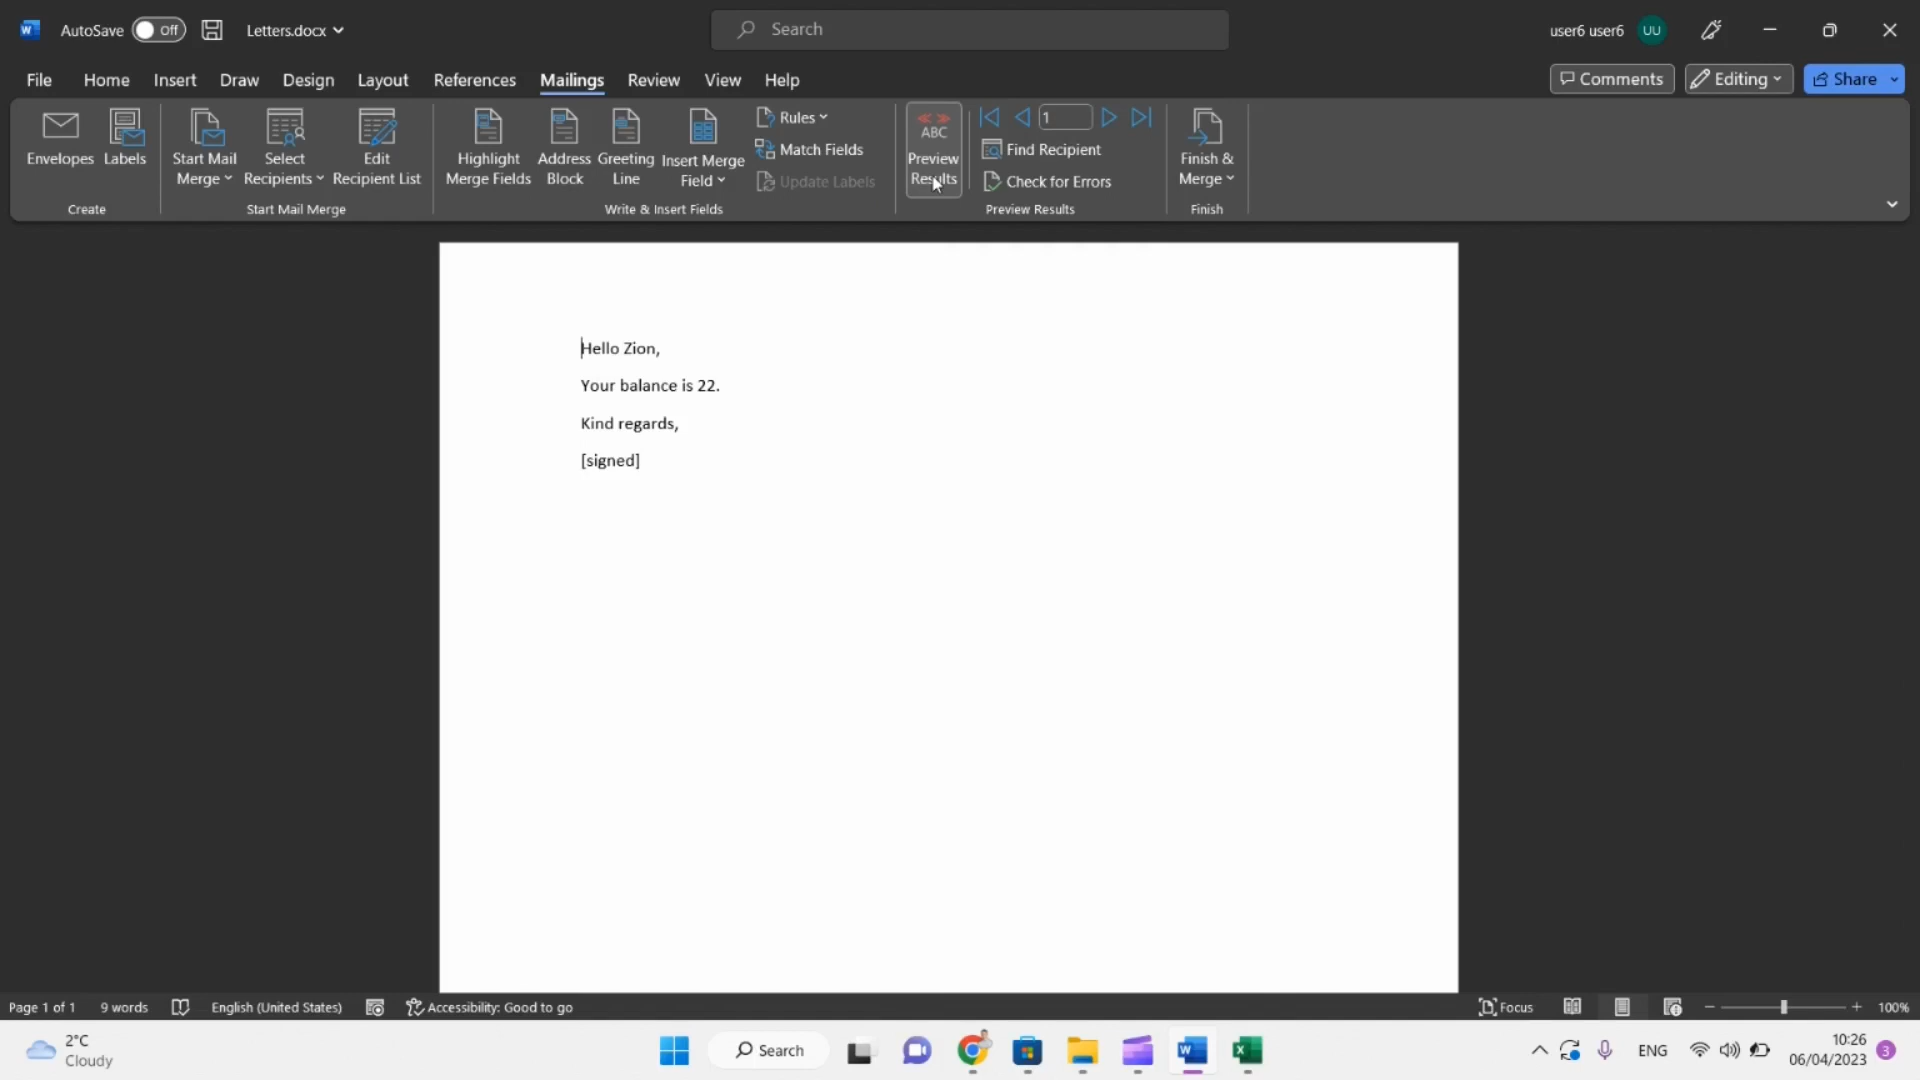 AutoSave Off Letters.docx Search user6 user6 UU
File Home Insert Draw Design Layout References Mailings Review View Help Comments Editing Share
Envelopes
Labels
Create
Start Mail
Merge
Select
Recipients
Edit
Recipient List
Start Mail Merge
Highlight
Merge Fields
Address
Block
Greeting
Line
Insert Merge
Field
Rules
Match Fields
Update Labels
Write & Insert Fields
ABC
Preview
Results
1
Find Recipient
Check for Errors
Preview Results
Finish &
Merge
Finish
Hello Zion,
Your balance is 22.
Kind regards,
[signed]
Page 1 of 1 9 words English (United States) Accessibility: Good to go Focus 100%
2°C
Cloudy
Search
ENG
10:26
06/04/2023
3